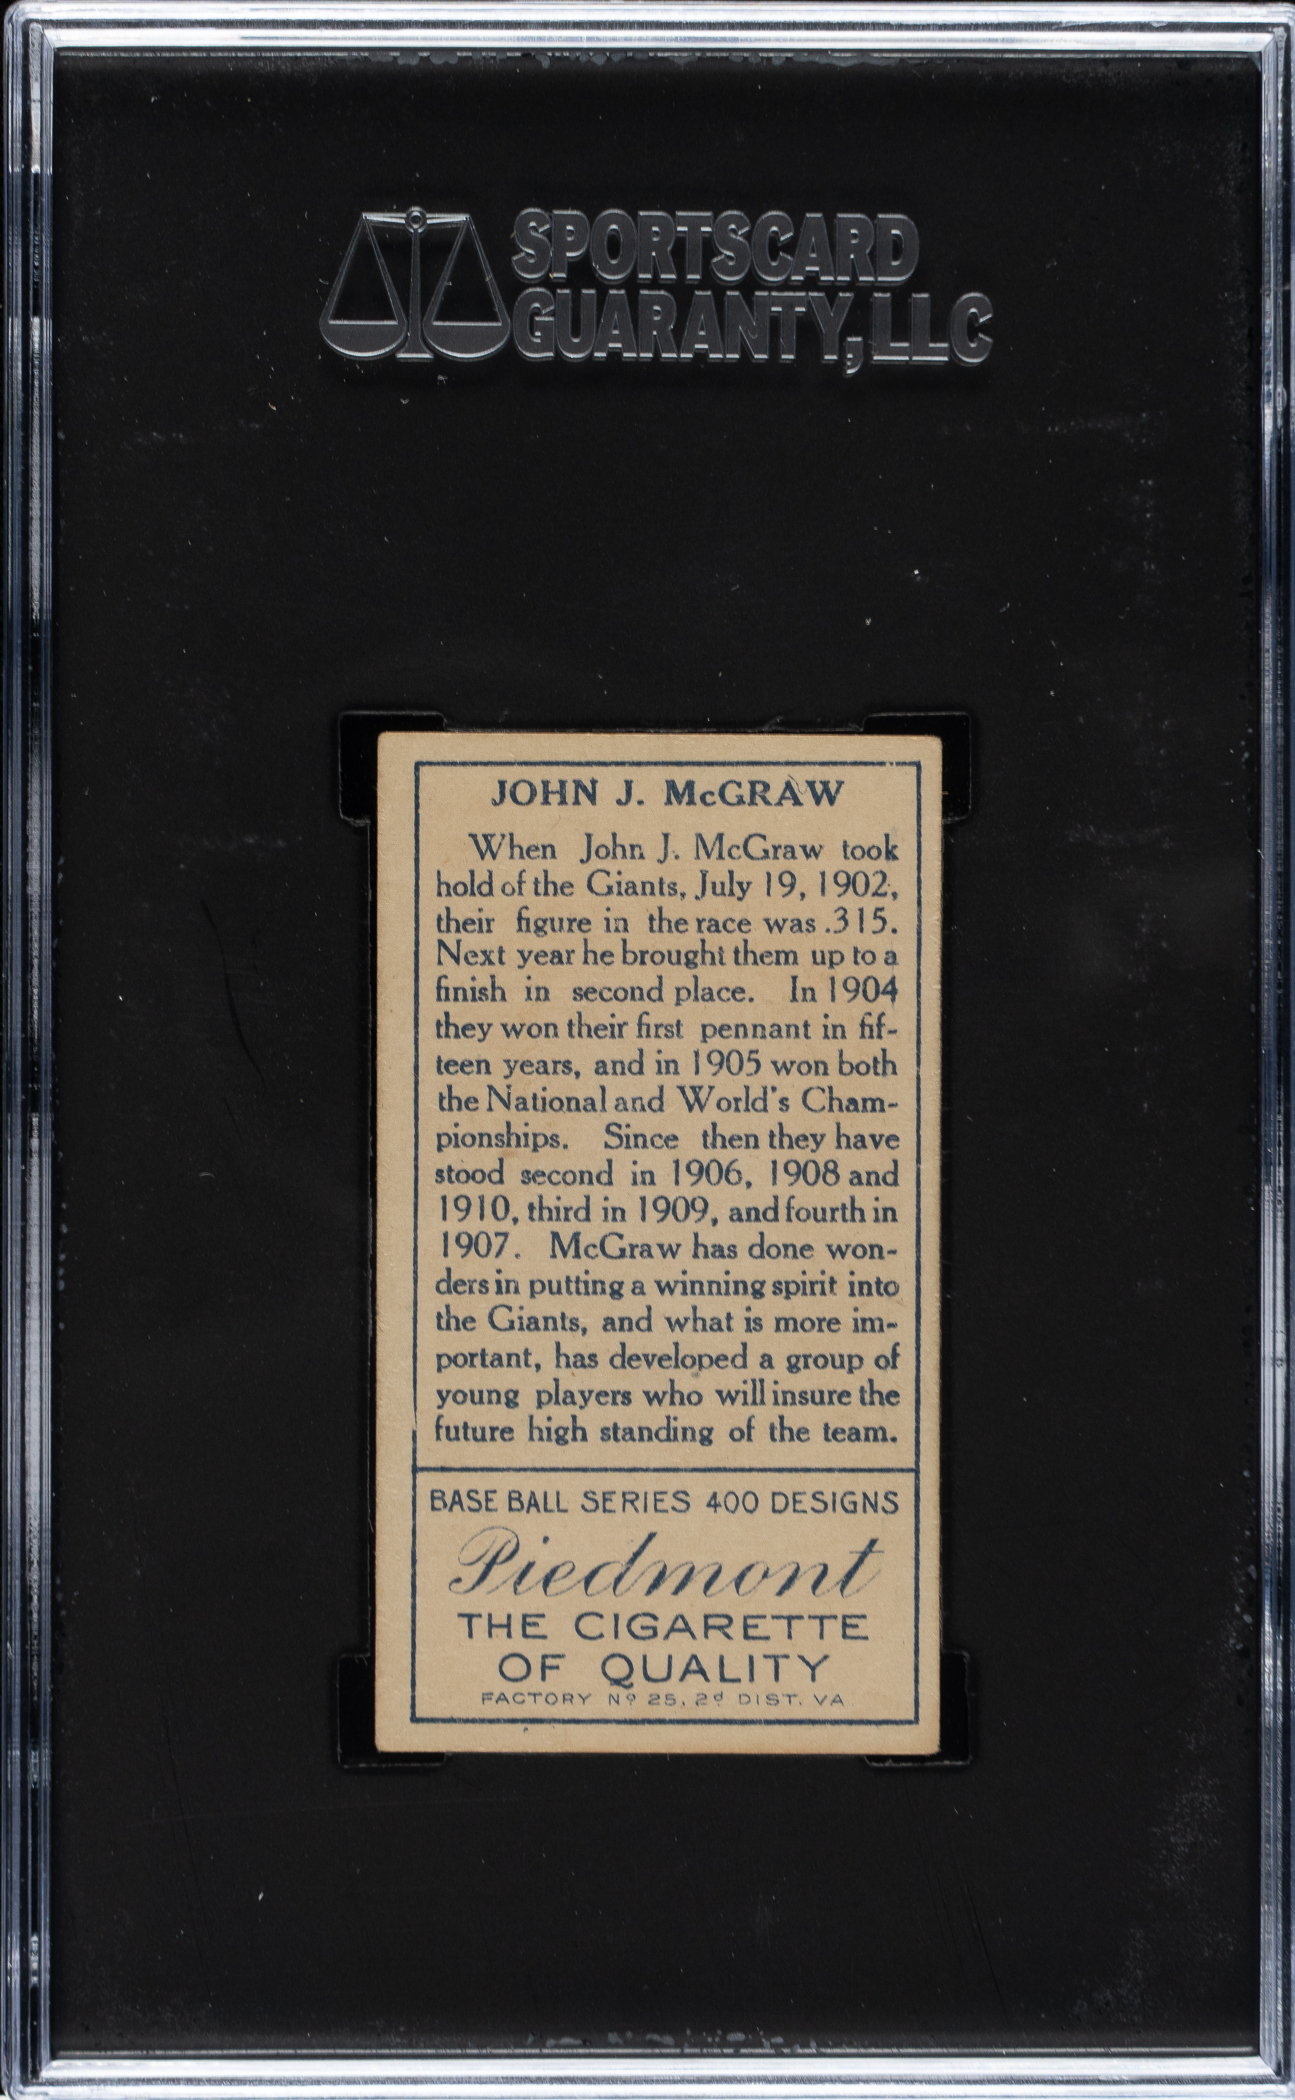 SPORTSCARD
GUARANTY, LLC
JOHN J. McGRAW
When John J. McGraw took
hold of the Giants, July 19, 1902,
their figure in the race was .315.
Next year he brought them up to a
finish in second place. In 1904
they won their first pennant in fif-
teen years, and in 1905 won both
the National and World's Cham-
pionships. Since then they have
stood second in 1906, 1908 and
1910, third in 1909, and fourth in
1907. McGraw has done won-
ders in putting a winning spirit into
the Giants, and what is more im-
portant, has developed a group of
young players who will insure the
future high standing of the team.
BASE BALL SERIES 400 DESIGNS
Piedmont
THE CIGARETTE
OF QUALITY
FACTORY Nº 25, 2d DIST. VA